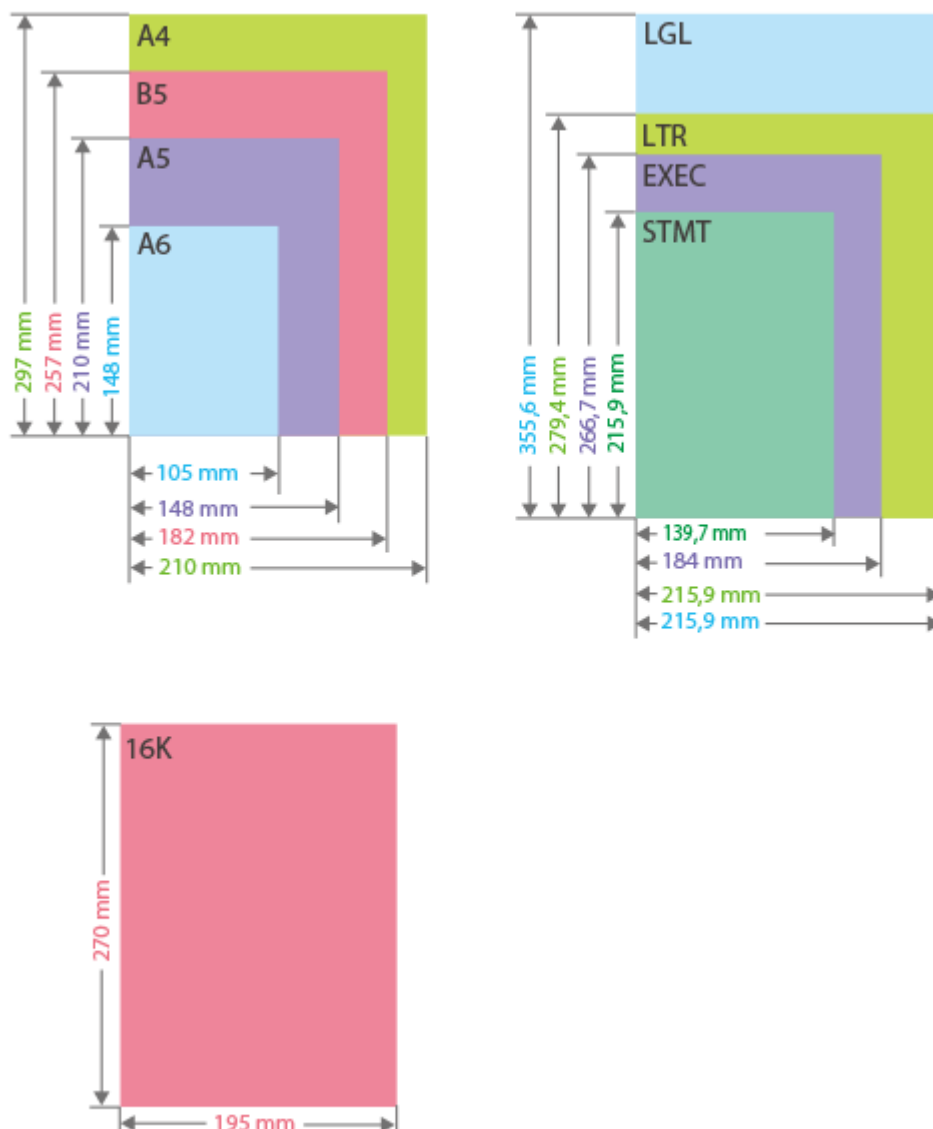 A4
B5
A5
A6
297 mm
257 mm
210 mm
148 mm
105 mm
148 mm
182 mm
210 mm
LGL
LTR
EXEC
STMT
355,6 mm
279,4 mm
266,7 mm
215,9 mm
139,7 mm
184 mm
215,9 mm
215,9 mm
16K
270 mm
195 mm